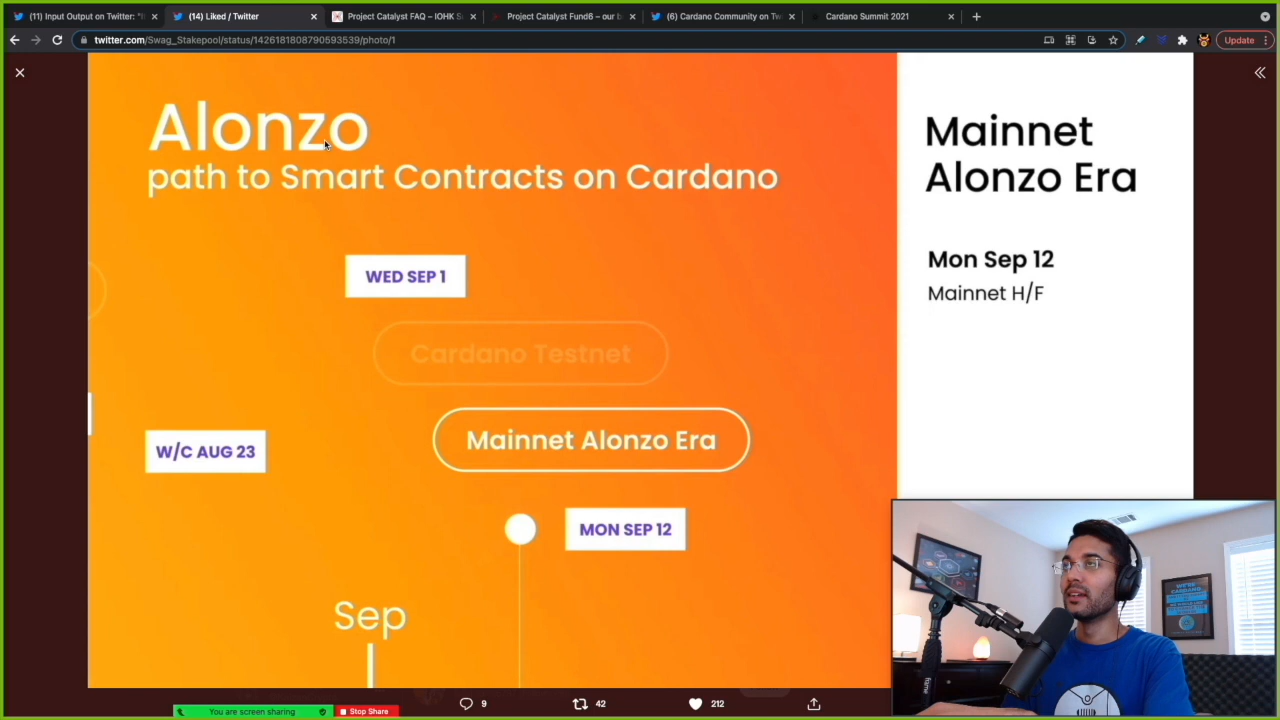 (11) Input Output on Twitter: "I
(14) Liked / Twitter
Project Catalyst FAQ – IOHK S
Project Catalyst Fund6 – our b
(6) Cardano Community on Tw
Cardano Summit 2021
twitter.com/Swag_Stakepool/status/1426181808790593539/photo/1
Update
Alonzo
path to Smart Contracts on Cardano
WED SEP 1
Cardano Testnet
Mainnet Alonzo Era
W/C AUG 23
MON SEP 12
Sep
Mainnet
Alonzo Era
Mon Sep 12
Mainnet H/F
9
42
212
You are screen sharing
Stop Share